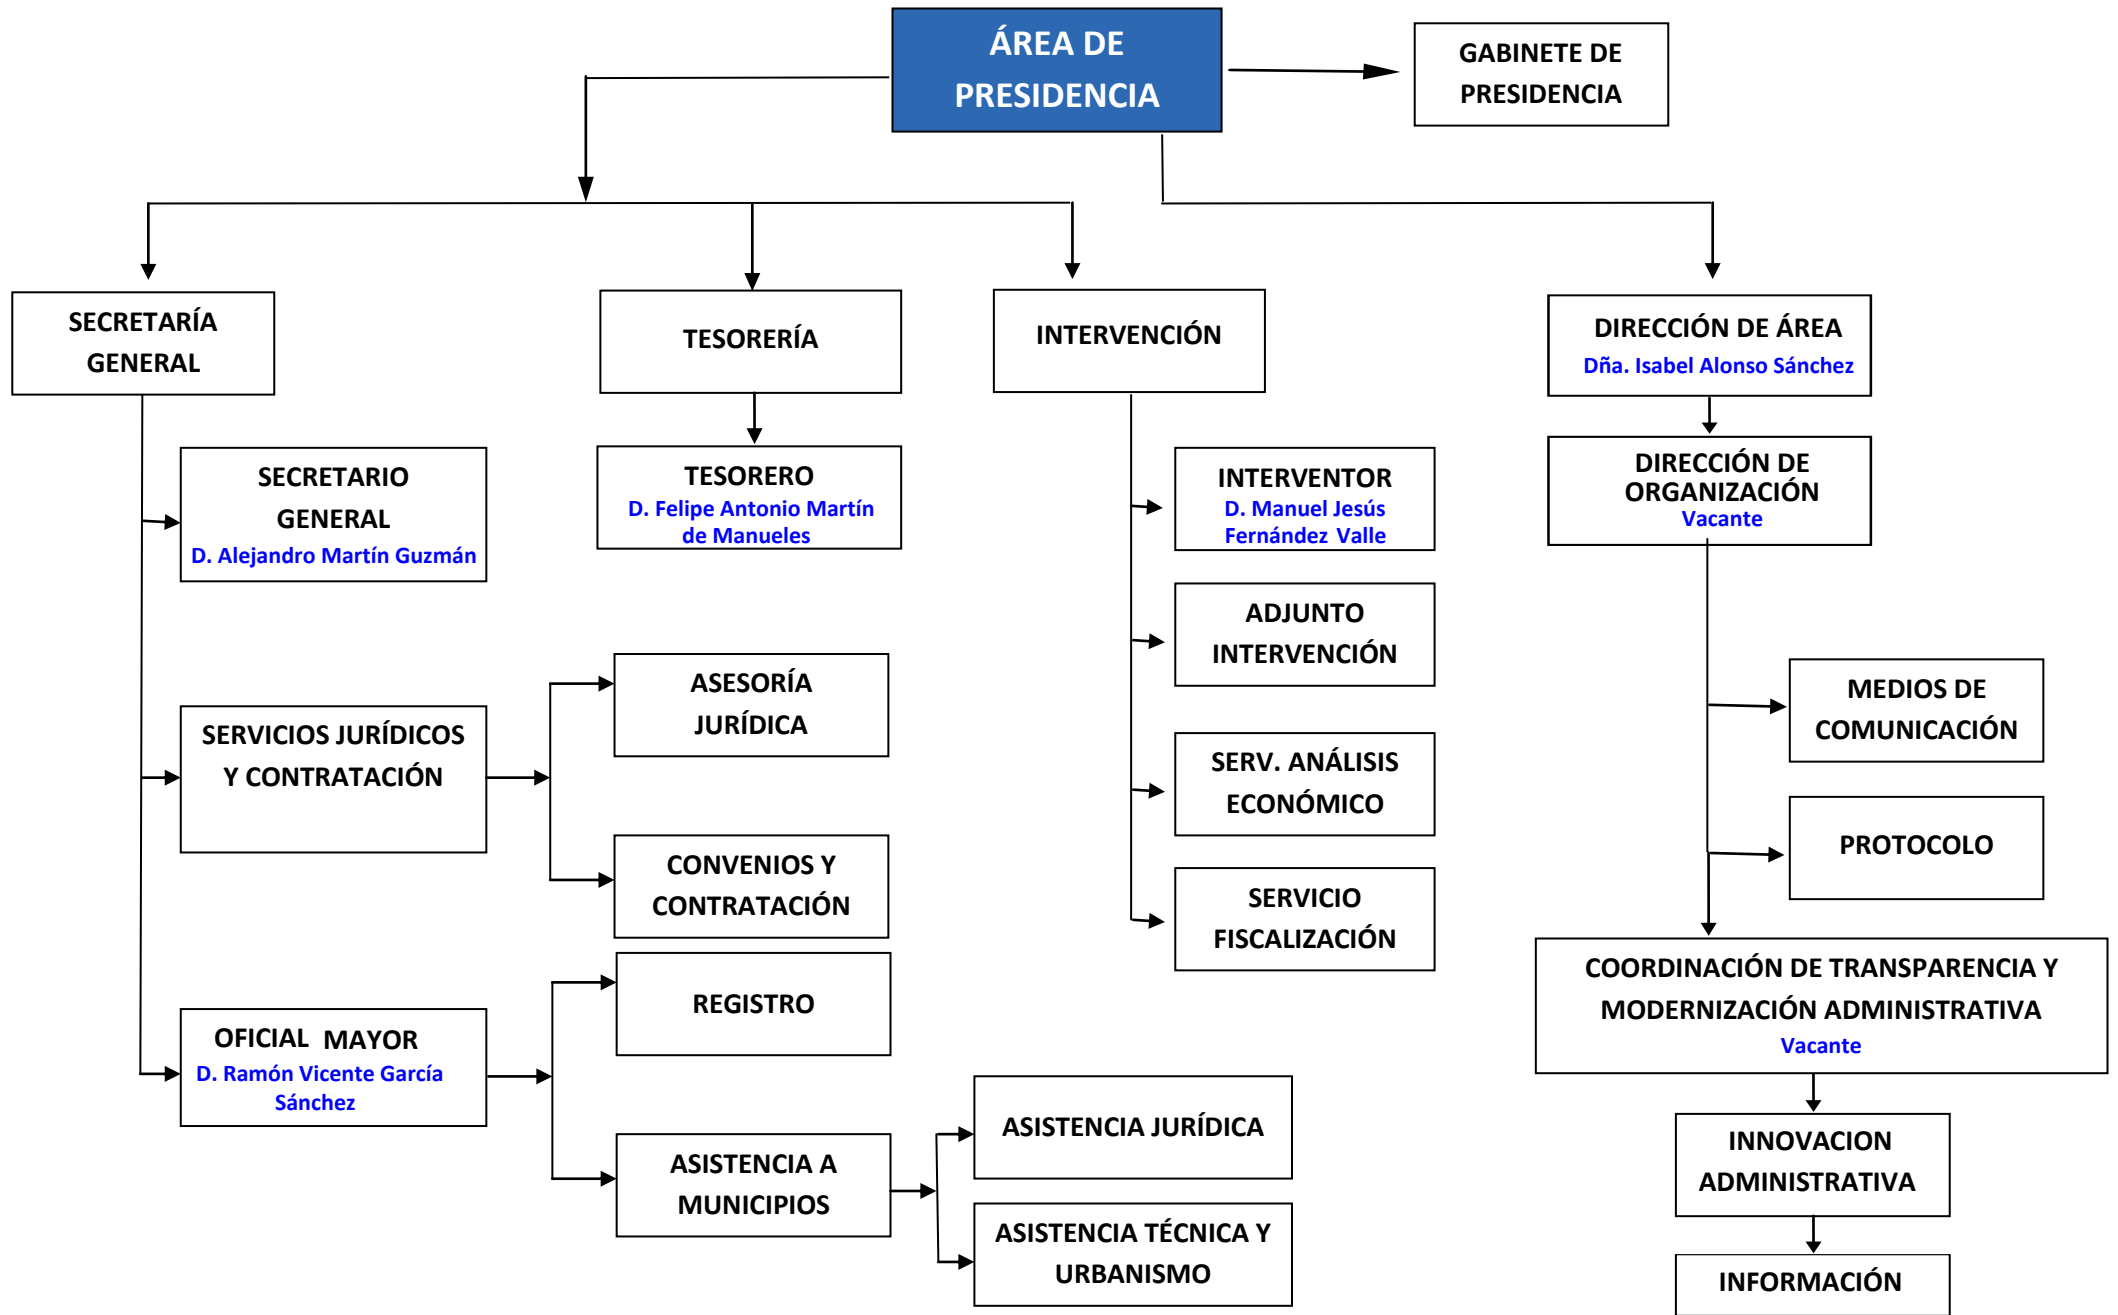 ÁREA DE
PRESIDENCIA
GABINETE DE
PRESIDENCIA
SECRETARÍA
GENERAL
TESORERÍA
INTERVENCIÓN
DIRECCIÓN DE ÁREA
Dña. Isabel Alonso Sánchez
SECRETARIO
GENERAL
D. Alejandro Martín Guzmán
TESORERO
D. Felipe Antonio Martín
de Manueles
INTERVENTOR
D. Manuel Jesús
Fernández Valle
DIRECCIÓN DE
ORGANIZACIÓN
Vacante
ADJUNTO
INTERVENCIÓN
ASESORÍA
JURÍDICA
MEDIOS DE
COMUNICACIÓN
SERVICIOS JURÍDICOS
Y CONTRATACIÓN
SERV. ANÁLISIS
ECONÓMICO
CONVENIOS Y
CONTRATACIÓN
PROTOCOLO
SERVICIO
FISCALIZACIÓN
REGISTRO
COORDINACIÓN DE TRANSPARENCIA Y
MODERNIZACIÓN ADMINISTRATIVA
Vacante
OFICIAL MAYOR
D. Ramón Vicente García
Sánchez
ASISTENCIA JURÍDICA
ASISTENCIA A
MUNICIPIOS
INNOVACION
ADMINISTRATIVA
ASISTENCIA TÉCNICA Y
URBANISMO
INFORMACIÓN